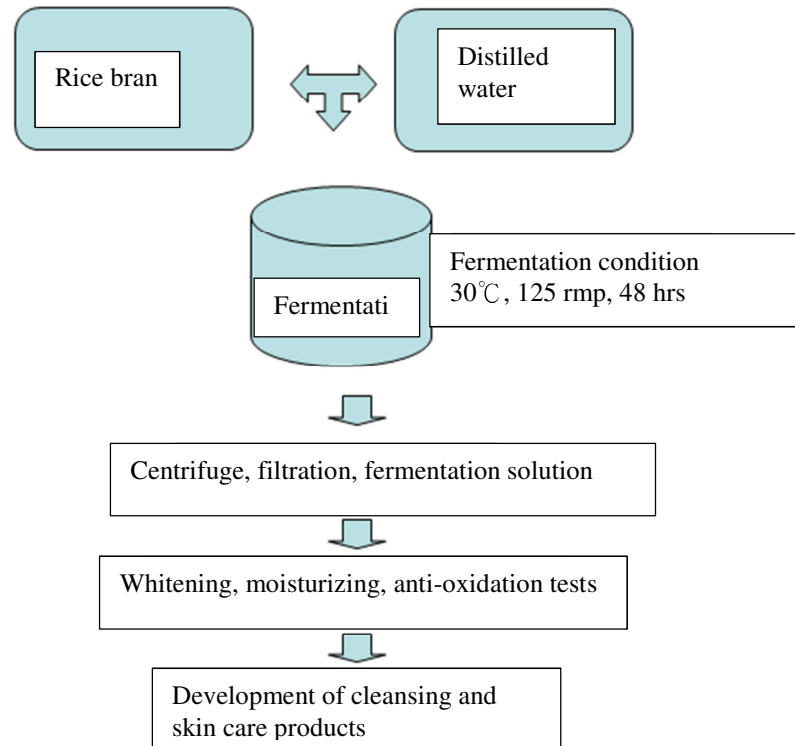 Rice bran
Distilled
water
Fermentation condition
30℃, 125 rmp, 48 hrs
Fermentati
Centrifuge, filtration, fermentation solution
Whitening, moisturizing, anti-oxidation tests
Development of cleansing and
skin care products